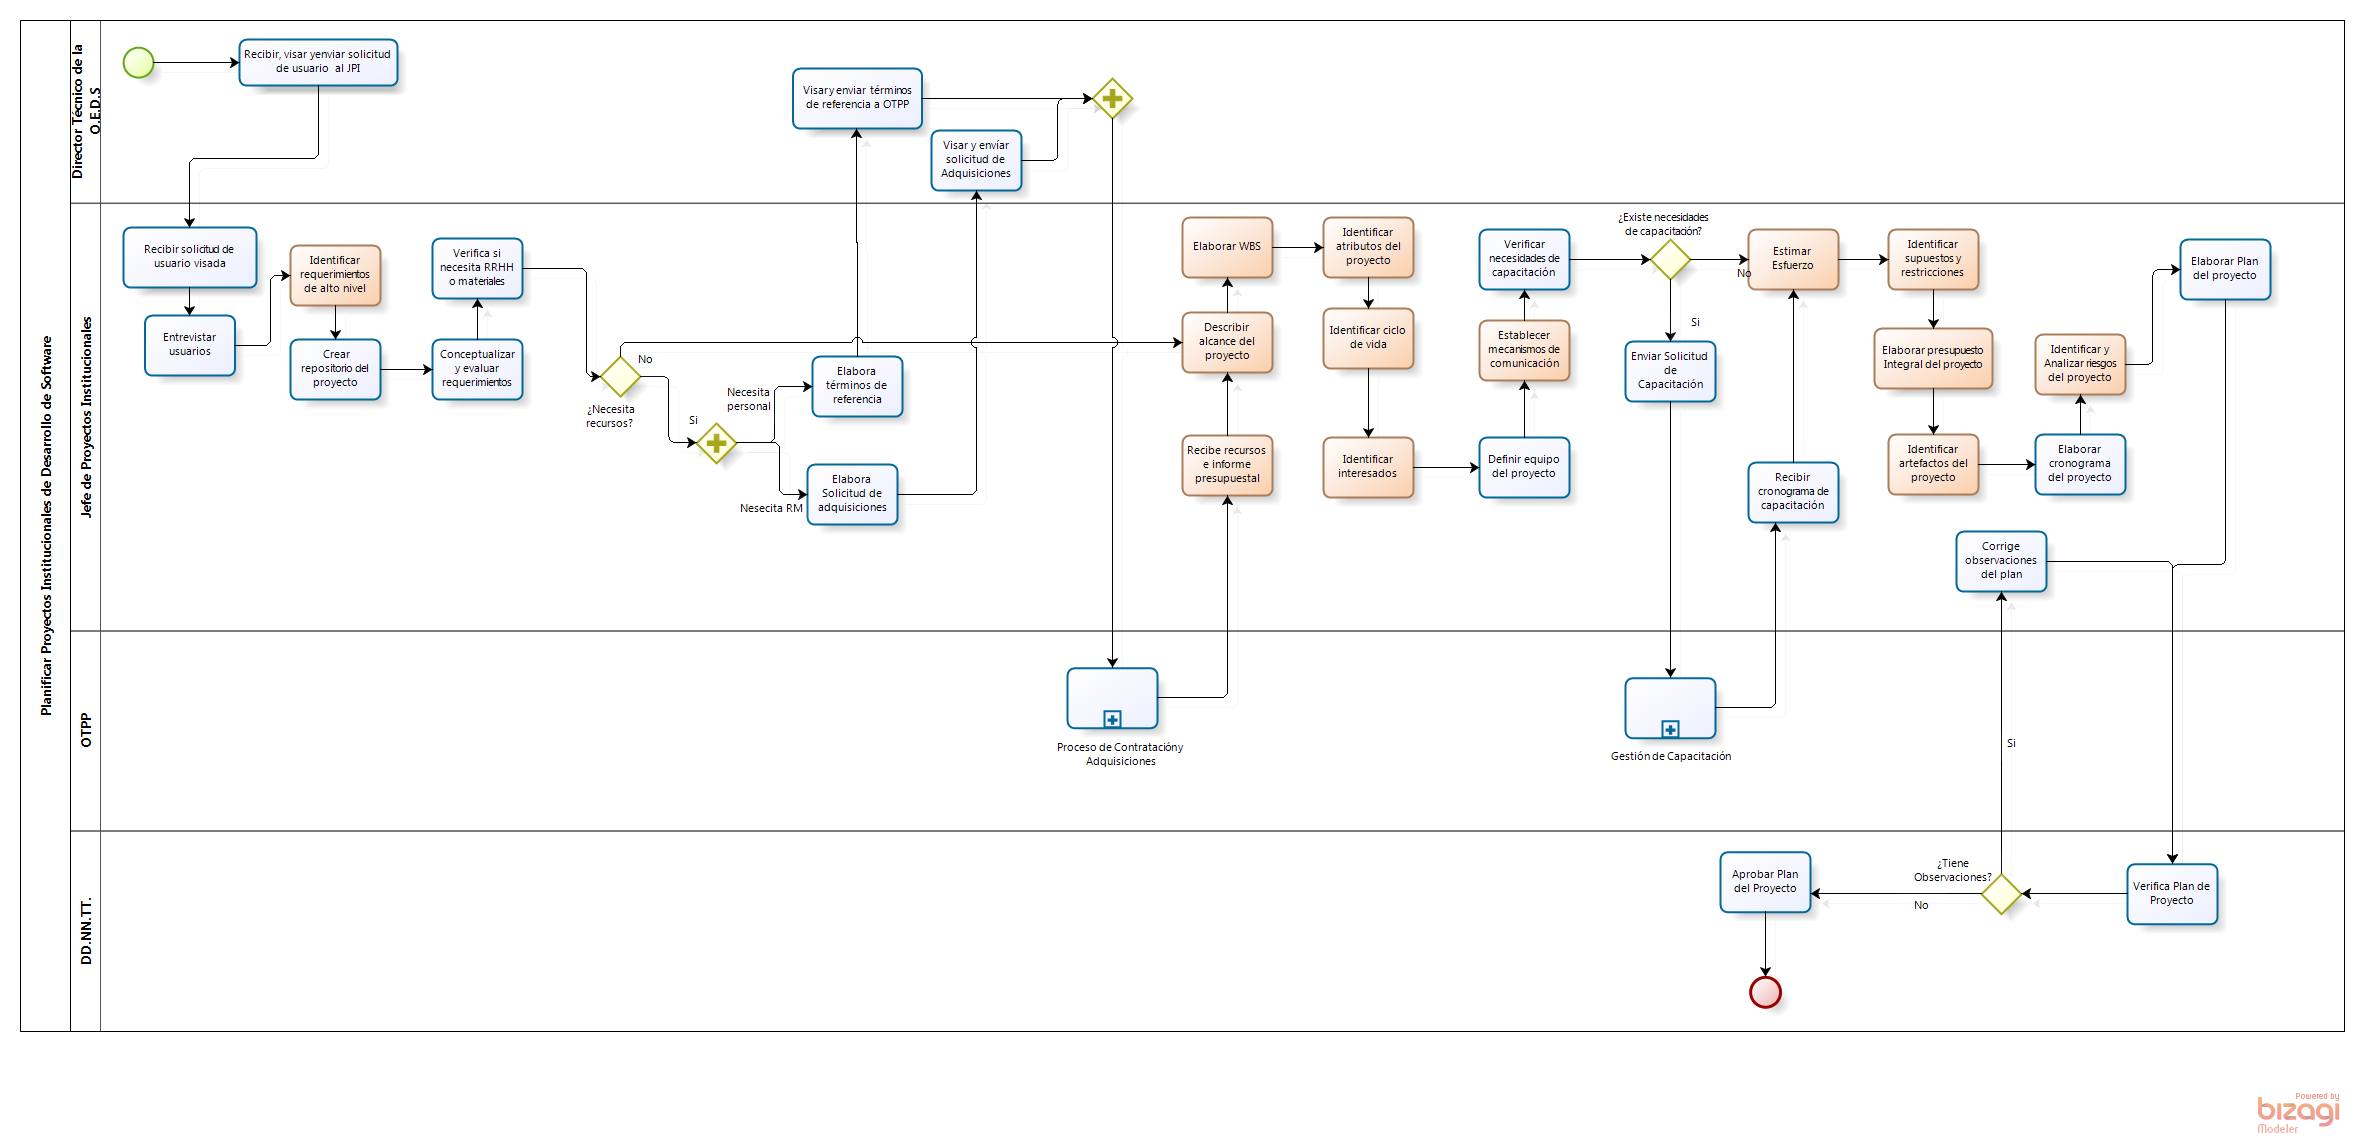 Planificar Proyectos Institucionales de Desarrollo de Software
Director Técnico de la
O.E.D.S
Recibir, visar yenviar solicitud
de usuario al JPI
Visary enviar términos
de referencia a OTPP
Visar y envíar
solicitud de
Adquisiciones
Jefe de Proyectos Institucionales
Recibir solicitud de
usuario visada
Entrevistar
usuarios
Identificar
requerimientos
de alto nivel
Crear
repositorio del
proyecto
Verifica si
necesita RRHH
o materiales
Conceptualizar
y evaluar
requerimientos
No
¿Necesita
recursos?
Si
Necesita
personal
Nesecita RM
Elabora
términos de
referencia
Elabora
Solicitud de
adquisiciones
Elaborar WBS
Describir
alcance del
proyecto
Recibe recursos
e informe
presupuestal
Identificar
atributos del
proyecto
Identificar ciclo
de vida
Identificar
interesados
Verificar
necesidades de
capacitación
Establecer
mecanismos de
comunicación
Definir equipo
del proyecto
¿Existe necesidades
de capacitación?
No
Si
Enviar Solicitud
de
Capacitación
Estimar
Esfuerzo
Recibir
cronograma de
capacitación
Identificar
supuestos y
restricciones
Elaborar presupuesto
Integral del proyecto
Identificar
artefactos del
proyecto
Identificar y
Analizar riesgos
del proyecto
Elaborar
cronograma
del proyecto
Elaborar Plan
del proyecto
Corrige
observaciones
del plan
OTPP
Proceso de Contratacióny
Adquisiciones
Gestión de Capacitación
Si
DD.NN.TT.
Aprobar Plan
del Proyecto
¿Tiene
Observaciones?
No
Verifica Plan de
Proyecto
Powered by
bizagi
Modeler